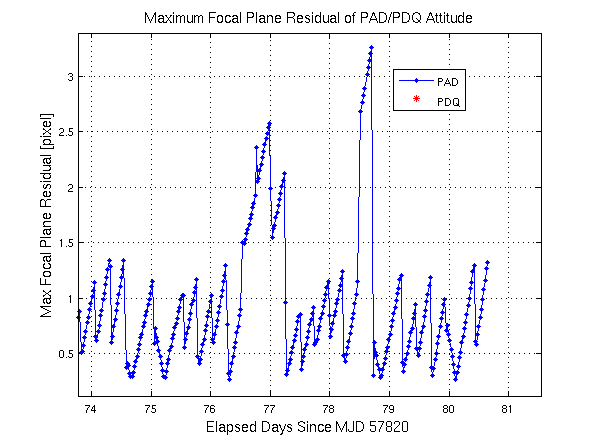 Maximum Focal Plane Residual of PAD/PDQ Attitude
Max Focal Plane Residual [pixel]
3
2.5
2
1.5
1
0.5
PAD
PDQ
74 75 76 77 78 79 80 81
Elapsed Days Since MJD 57820